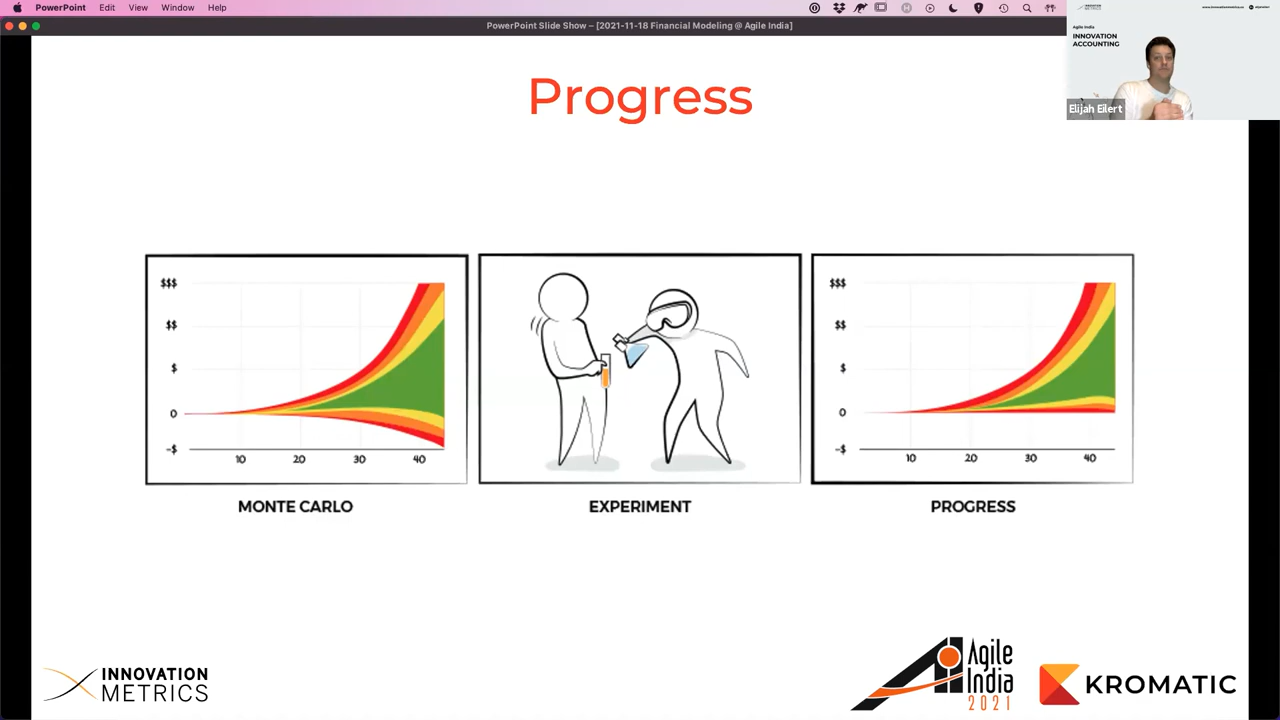 PowerPoint Edit View Window Help
PowerPoint Slide Show – [2021-11-18 Financial Modeling @ Agile India]
INNOVATION
METRICS
Agile India
INNOVATION
ACCOUNTING
Elijah Eilert
Progress
$$$
$$
$
0
-$
10 20 30 40
MONTE CARLO
EXPERIMENT
$$$
$$
$
0
-$
10 20 30 40
PROGRESS
INNOVATION
METRICS
Agile
India
2021
KROMATIC